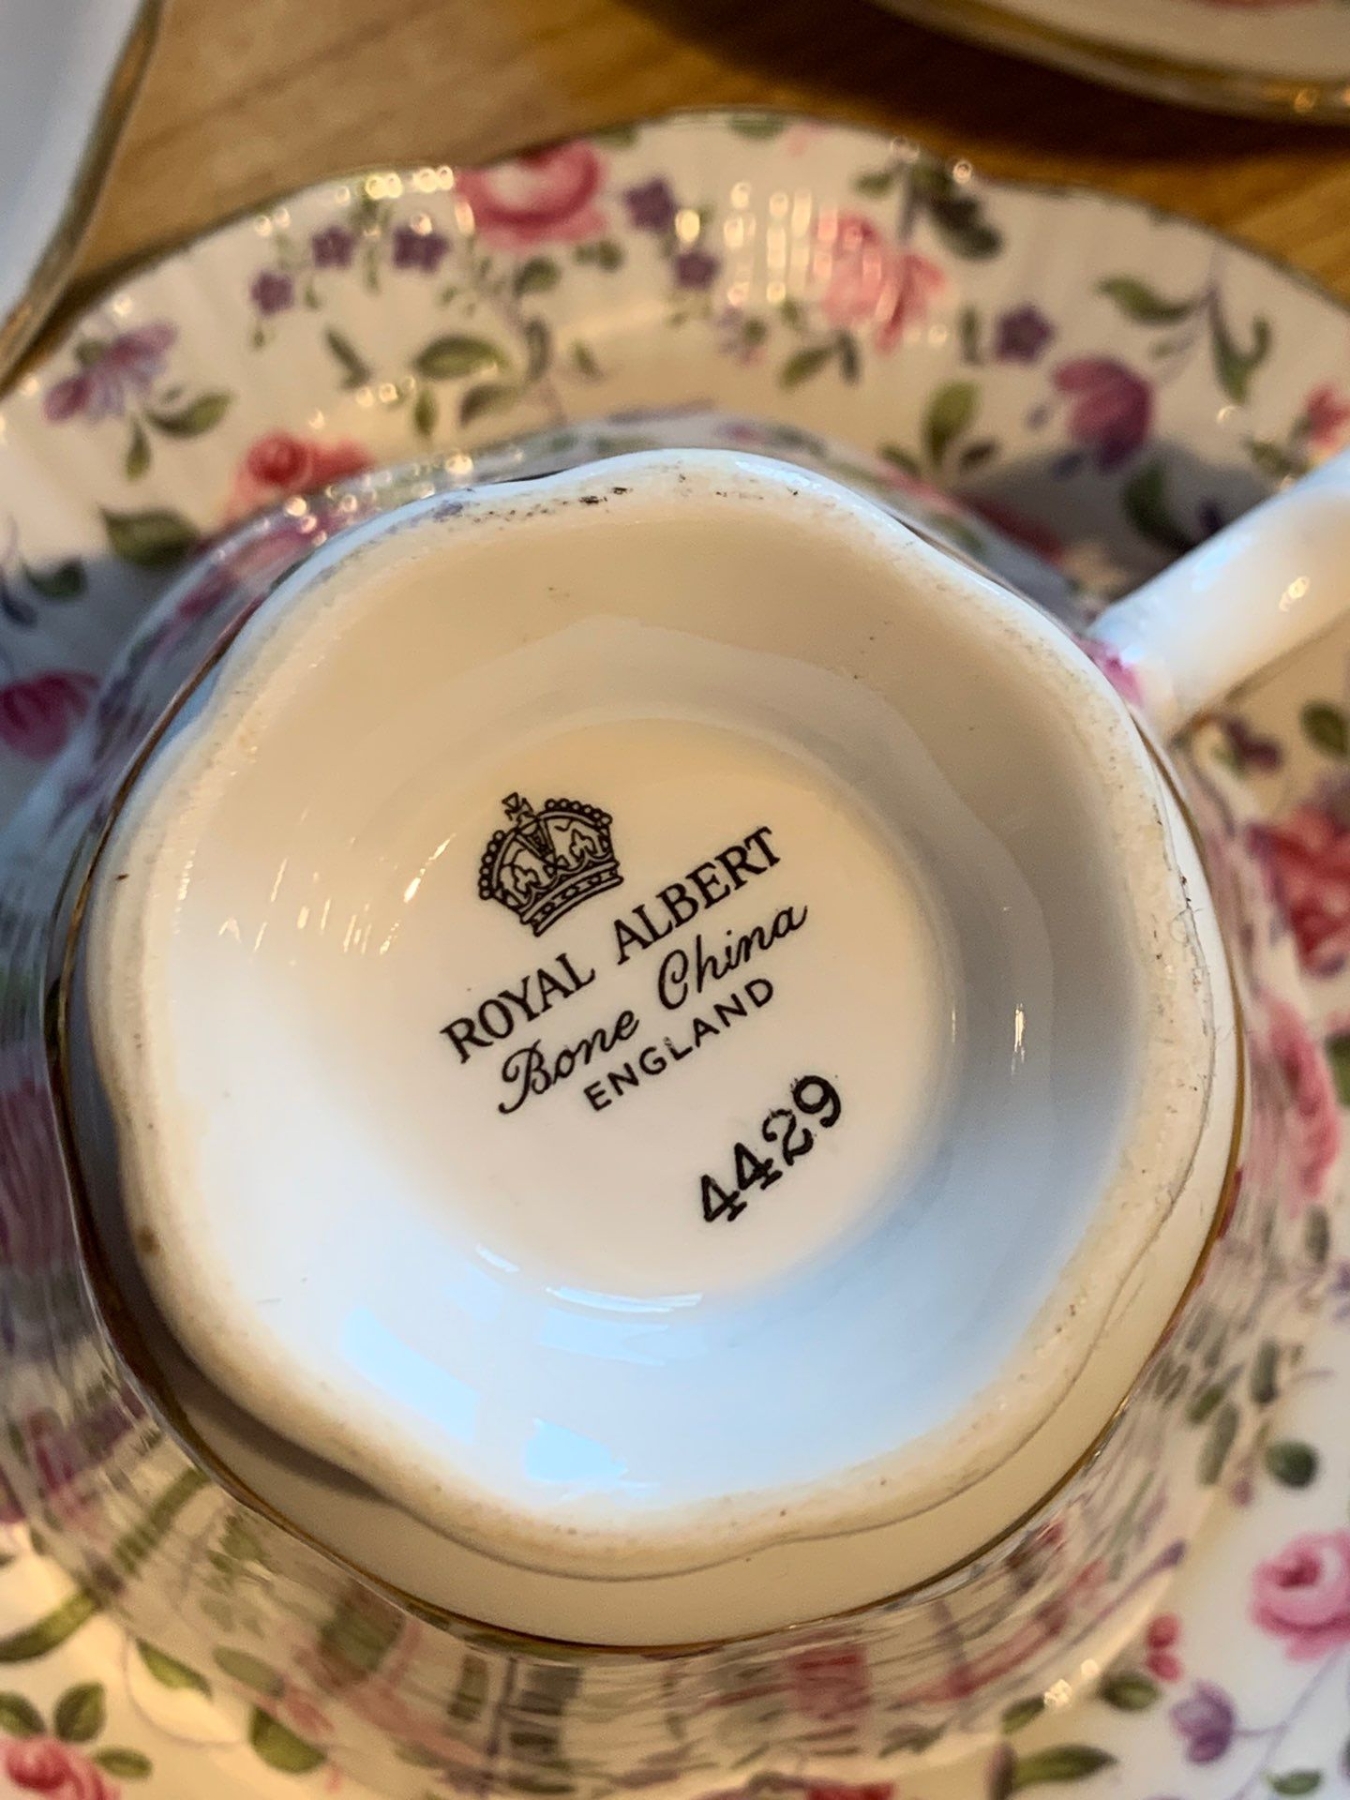 ROYAL ALBERT
Bone China
ENGLAND
4429